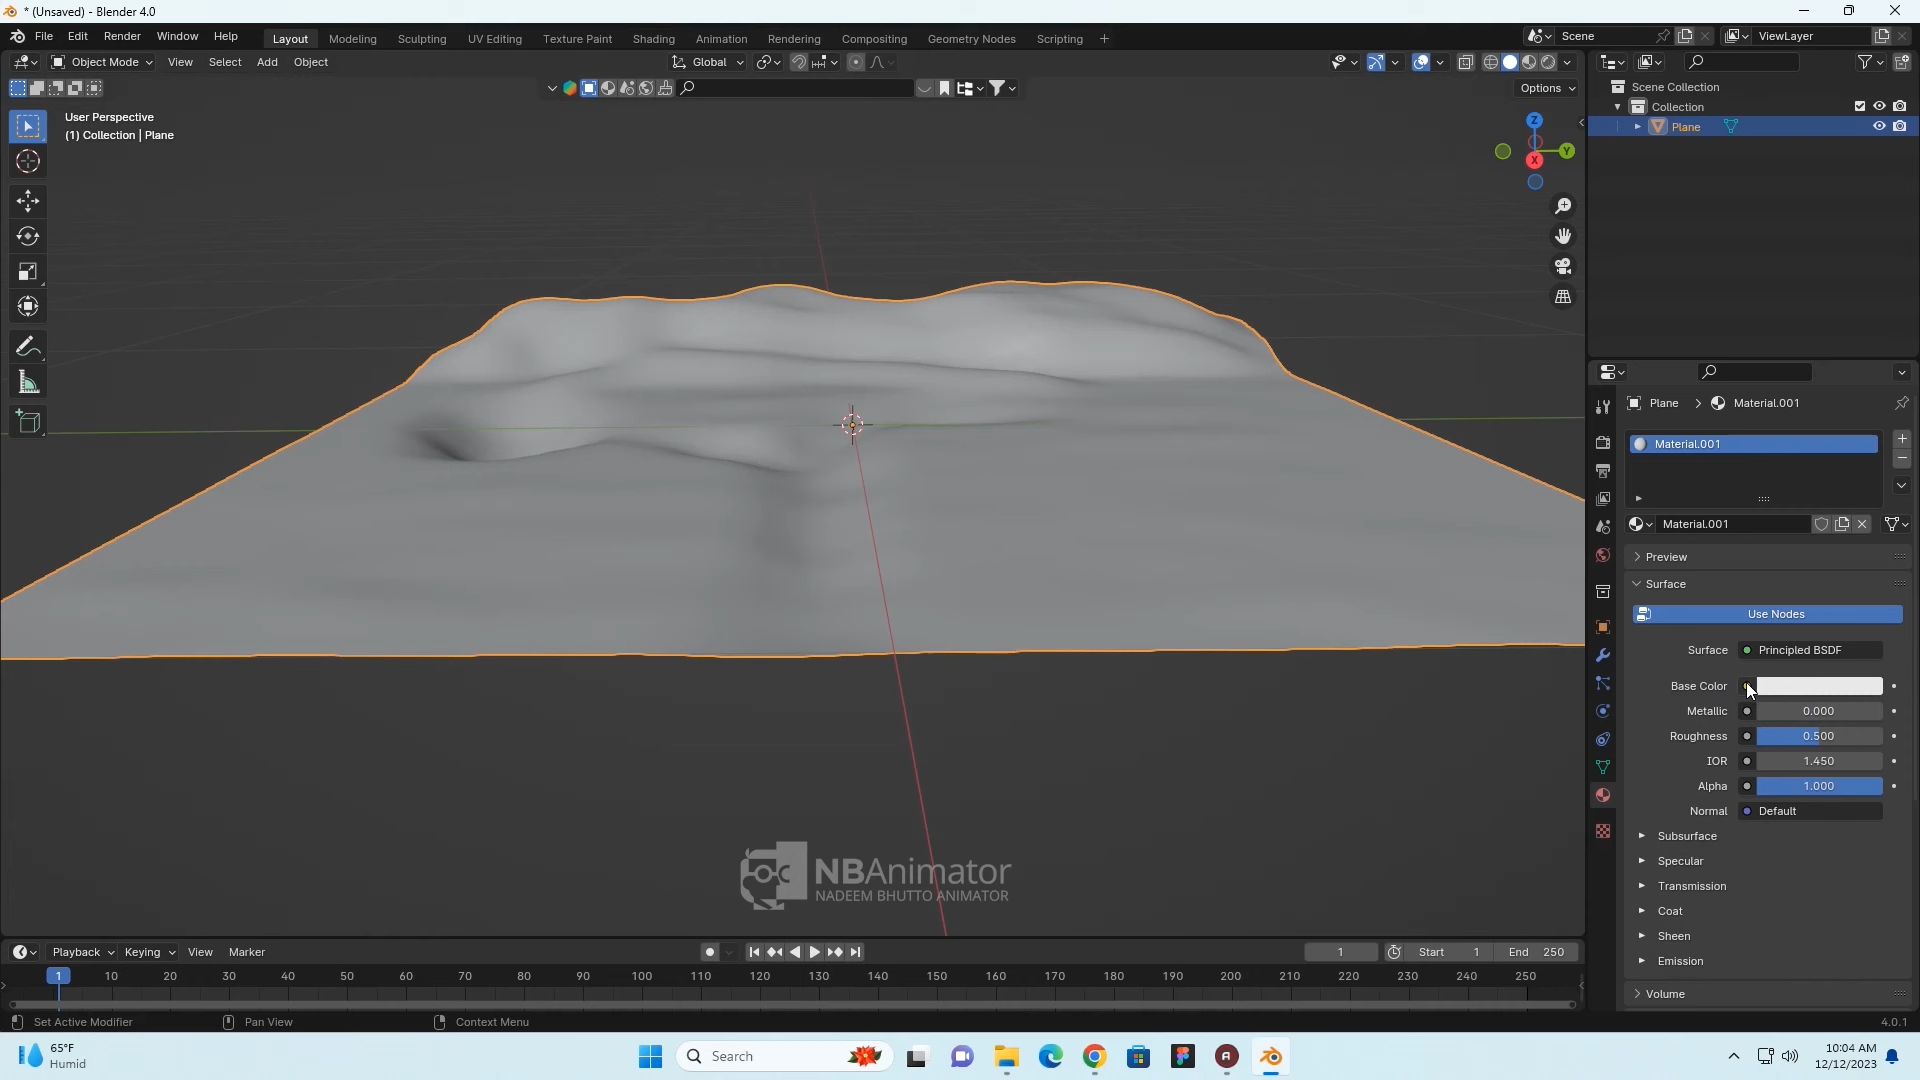 * (Unsaved) - Blender 4.0
File Edit Render Window Help
Layout Modeling Sculpting UV Editing Texture Paint Shading Animation Rendering Compositing Geometry Nodes Scripting +
Scene
ViewLayer
Object Mode View Select Add Object
Global
Options
User Perspective
(1) Collection | Plane
Z
Y
X
Scene Collection
Collection
Plane
Plane > Material.001
Material.001
Material.001
Preview
Surface
Use Nodes
Surface Principled BSDF
Base Color
Metallic 0.000
Roughness 0.500
IOR 1.450
Alpha 1.000
Normal Default
Subsurface
Specular
Transmission
Coat
Sheen
Emission
Volume
NBAnimator
NADEEM BHUTTO ANIMATOR
Playback Keying View Marker
1 Start 1 End 250
1 10 20 30 40 50 60 70 80 90 100 110 120 130 140 150 160 170 180 190 200 210 220 230 240 250
Set Active Modifier Pan View Context Menu
4.0.1
65°F
Humid
Search
10:04 AM
12/12/2023